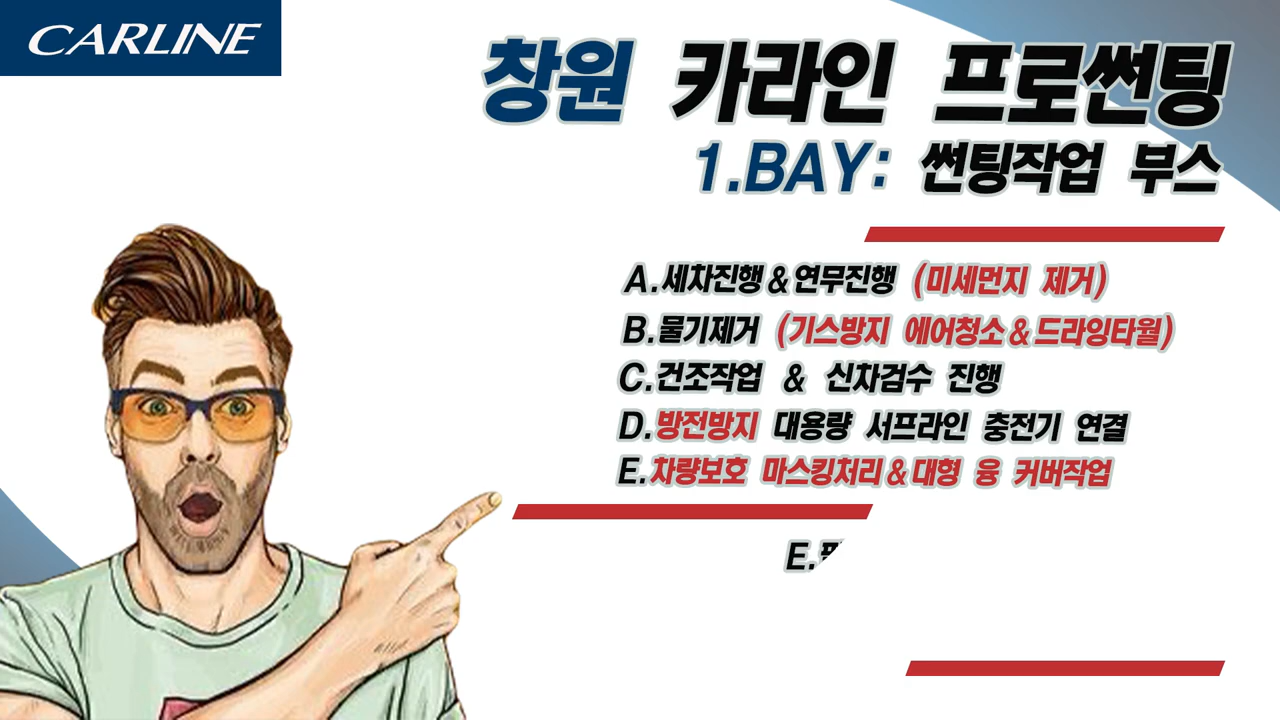 CARLINE
창원 카라인 프로썬팅
1.BAY: 썬팅작업 부스
A.세차진행&연무진행 (미세먼지 제거)
B.물기제거 (기스방지 에어청소&드라잉타월)
C.건조작업 & 신차검수 진행
D.방전방지 대용량 서프라인 충전기 연결
E.차량보호 마스킹처리&대형 융 커버작업
E.